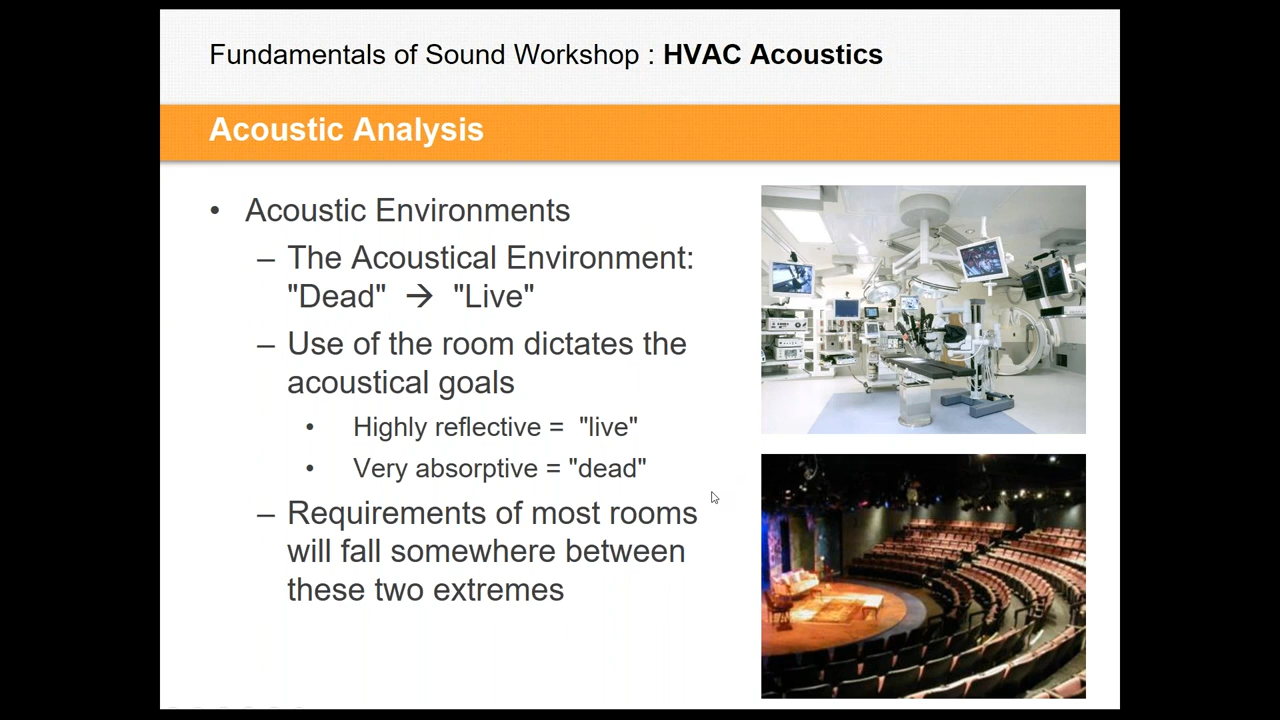 Fundamentals of Sound Workshop : HVAC Acoustics
Acoustic Analysis
• Acoustic Environments
– The Acoustical Environment:
"Dead" → "Live"
– Use of the room dictates the
acoustical goals
• Highly reflective = "live"
• Very absorptive = "dead"
– Requirements of most rooms
will fall somewhere between
these two extremes